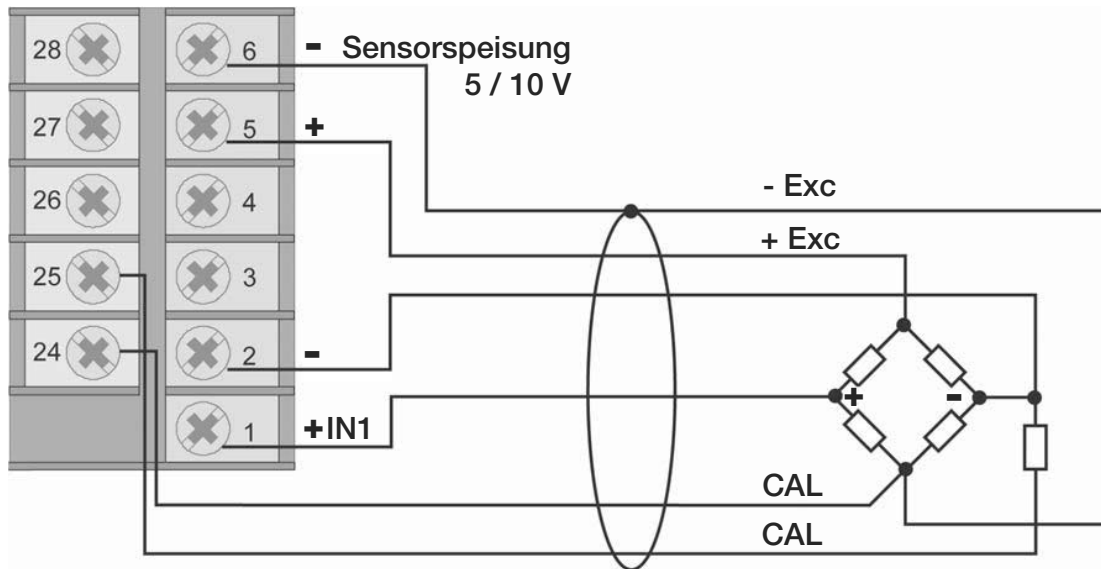 28
6
- Sensorspeisung
5 / 10 V
27
5
+
26
4
- Exc
+ Exc
25
3
24
2
-
+
-
1
+IN1
CAL
CAL